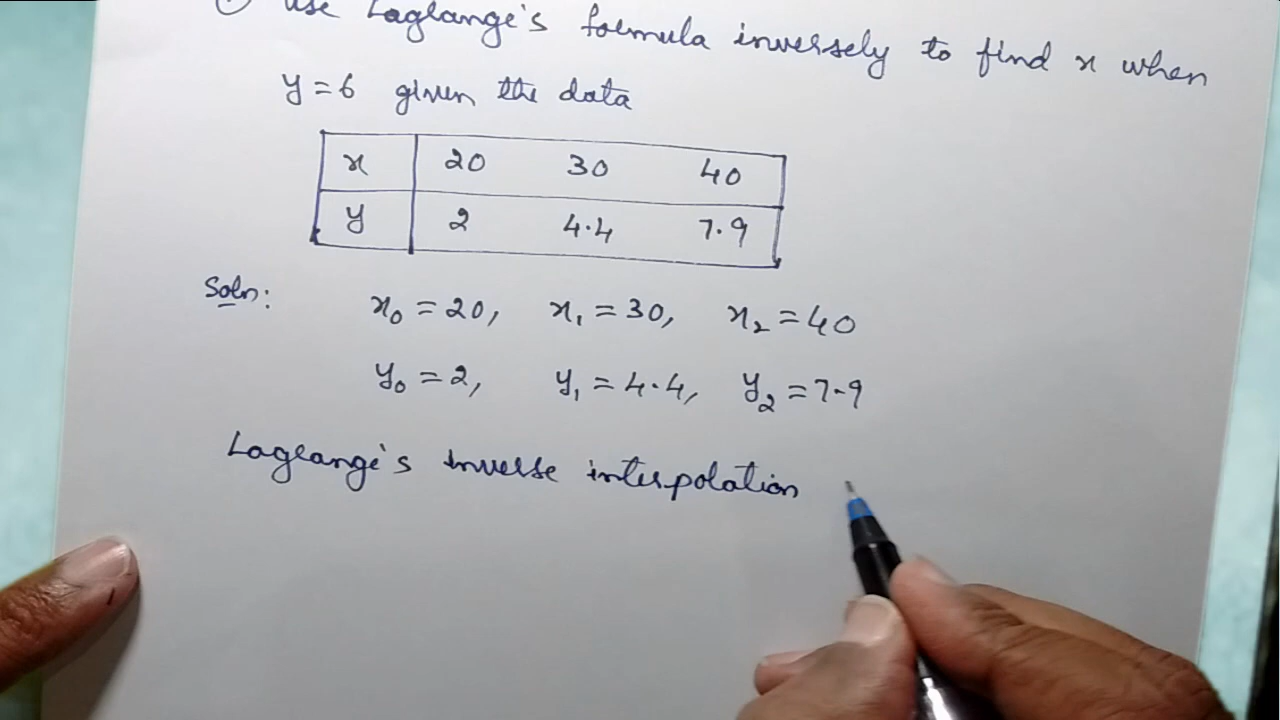 ① Use Lagrange's formula inversely to find x when
y = 6 given the data
x 20 30 40
y 2 4.4 7.9
Soln: x₀ = 20, x₁ = 30, x₂ = 40
y₀ = 2, y₁ = 4.4, y₂ = 7.9
Lagrange's inverse interpolation